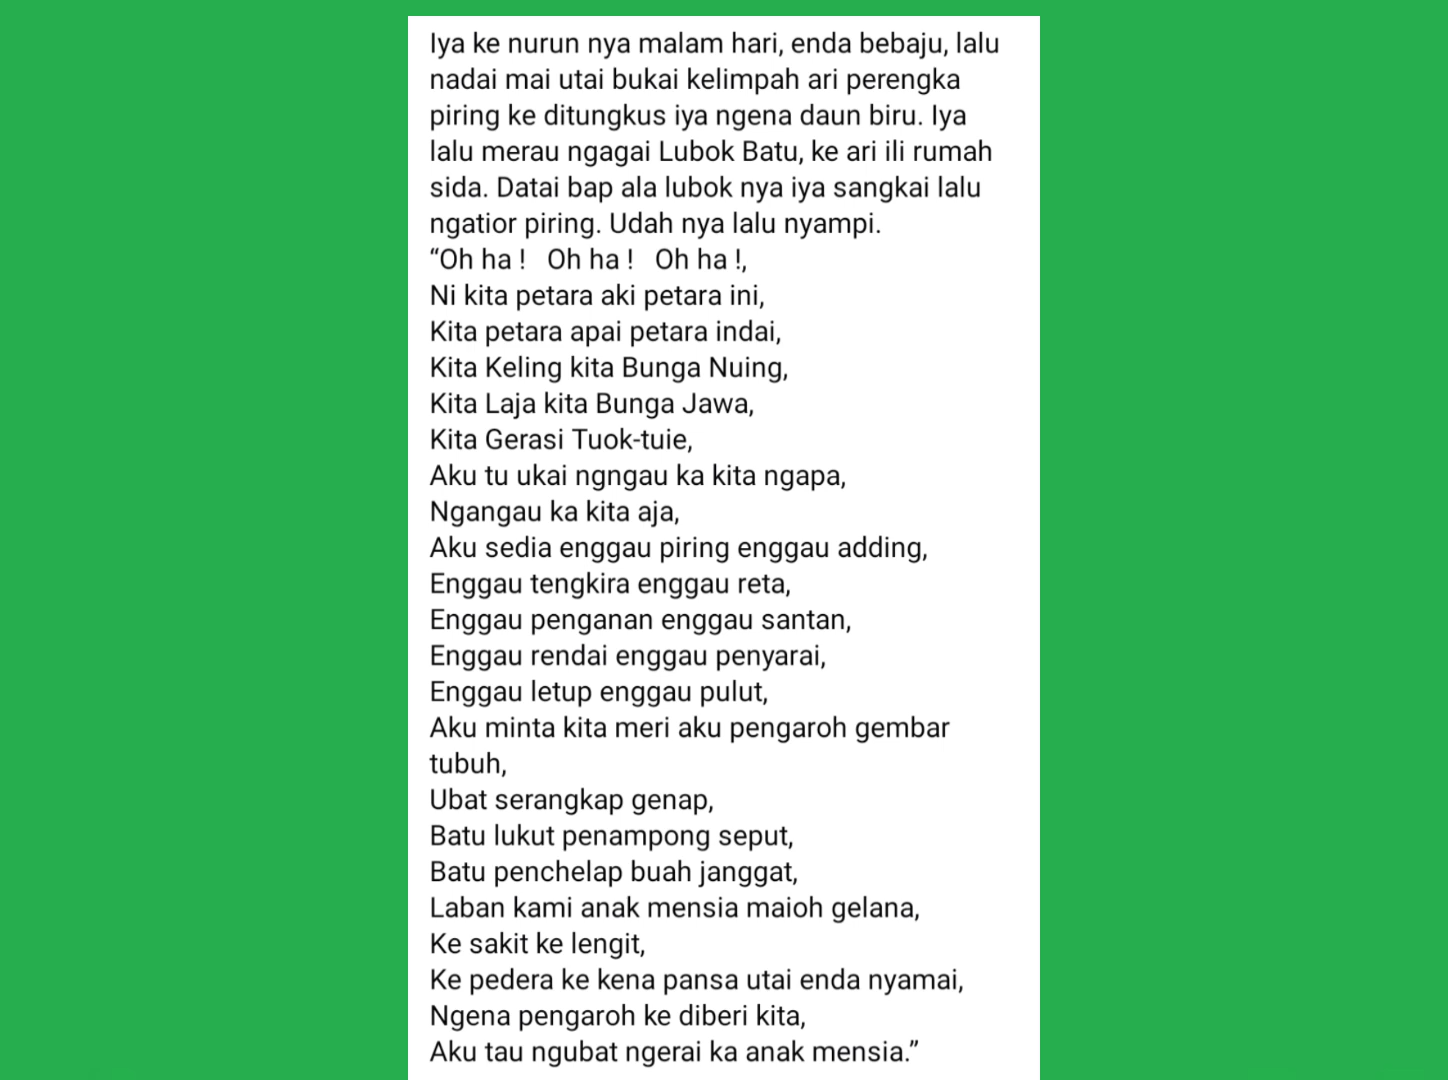 Iya ke nurun nya malam hari, enda bebaju, lalu
nadai mai utai bukai kelimpah ari perengka
piring ke ditungkus iya ngena daun biru. Iya
lalu merau ngagai Lubok Batu, ke ari ili rumah
sida. Datai bap ala lubok nya iya sangkai lalu
ngatior piring. Udah nya lalu nyampi.
“Oh ha !   Oh ha !   Oh ha !,
Ni kita petara aki petara ini,
Kita petara apai petara indai,
Kita Keling kita Bunga Nuing,
Kita Laja kita Bunga Jawa,
Kita Gerasi Tuok-tuie,
Aku tu ukai ngngau ka kita ngapa,
Ngangau ka kita aja,
Aku sedia enggau piring enggau adding,
Enggau tengkira enggau reta,
Enggau penganan enggau santan,
Enggau rendai enggau penyarai,
Enggau letup enggau pulut,
Aku minta kita meri aku pengaroh gembar
tubuh,
Ubat serangkap genap,
Batu lukut penampong seput,
Batu penchelap buah janggat,
Laban kami anak mensia maioh gelana,
Ke sakit ke lengit,
Ke pedera ke kena pansa utai enda nyamai,
Ngena pengaroh ke diberi kita,
Aku tau ngubat ngerai ka anak mensia.”